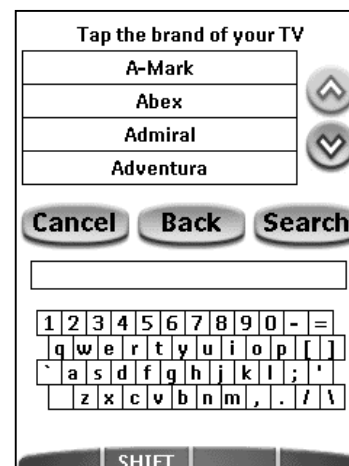 Tap the brand of your TV
A-Mark
Abex
Admiral
Adventura
Cancel Back Search
1 2 3 4 5 6 7 8 9 0 - =
q w e r t y u i o p [ ]
` a s d f g h j k l ; '
z x c v b n m , . / \
SHIFT